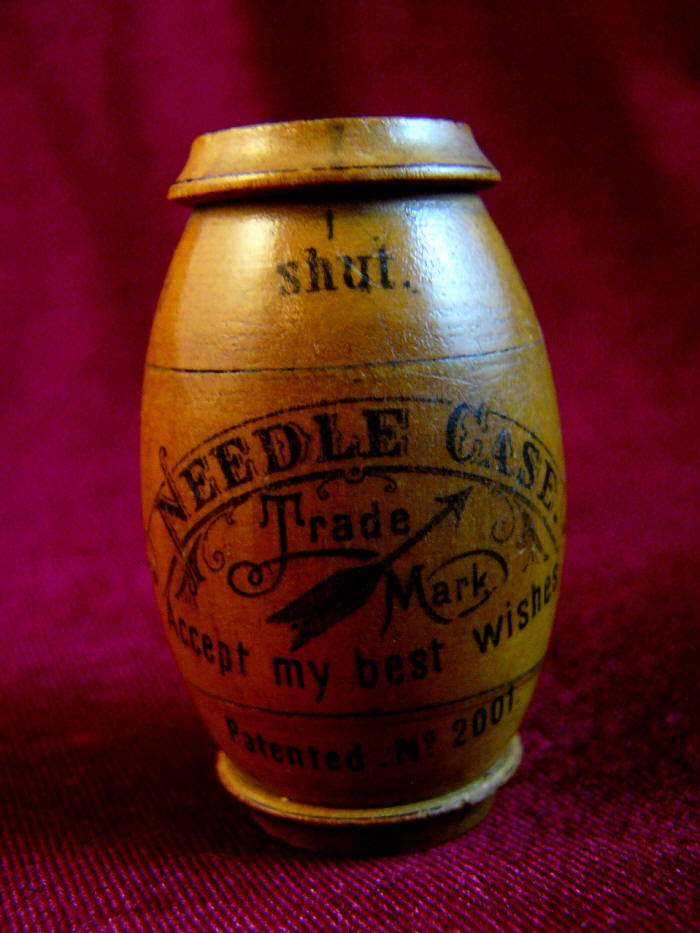 shut.
NEEDLE CASE.
Trade
Mark
Accept my best wishes
Patented. Nº 2001.